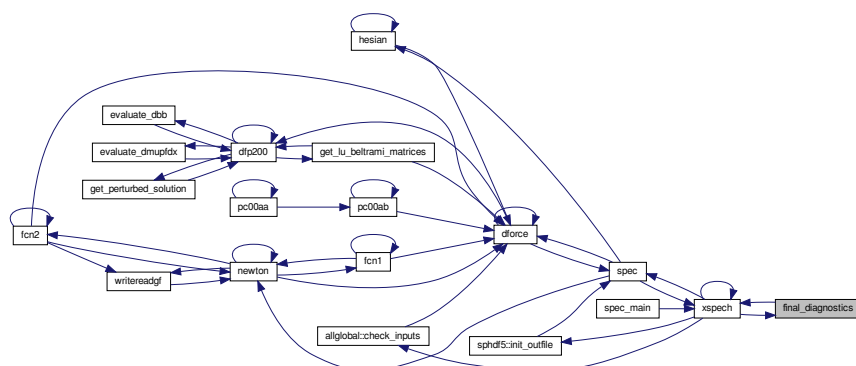 hesian
evaluate_dbb
evaluate_dmupfdx
dfp200
get_lu_beltrami_matrices
get_perturbed_solution
pc00aa
pc00ab
fcn2
dforce
fcn1
newton
spec
writereadgf
spec_main
xspech
final_diagnostics
allglobal::check_inputs
sphdf5::init_outfile